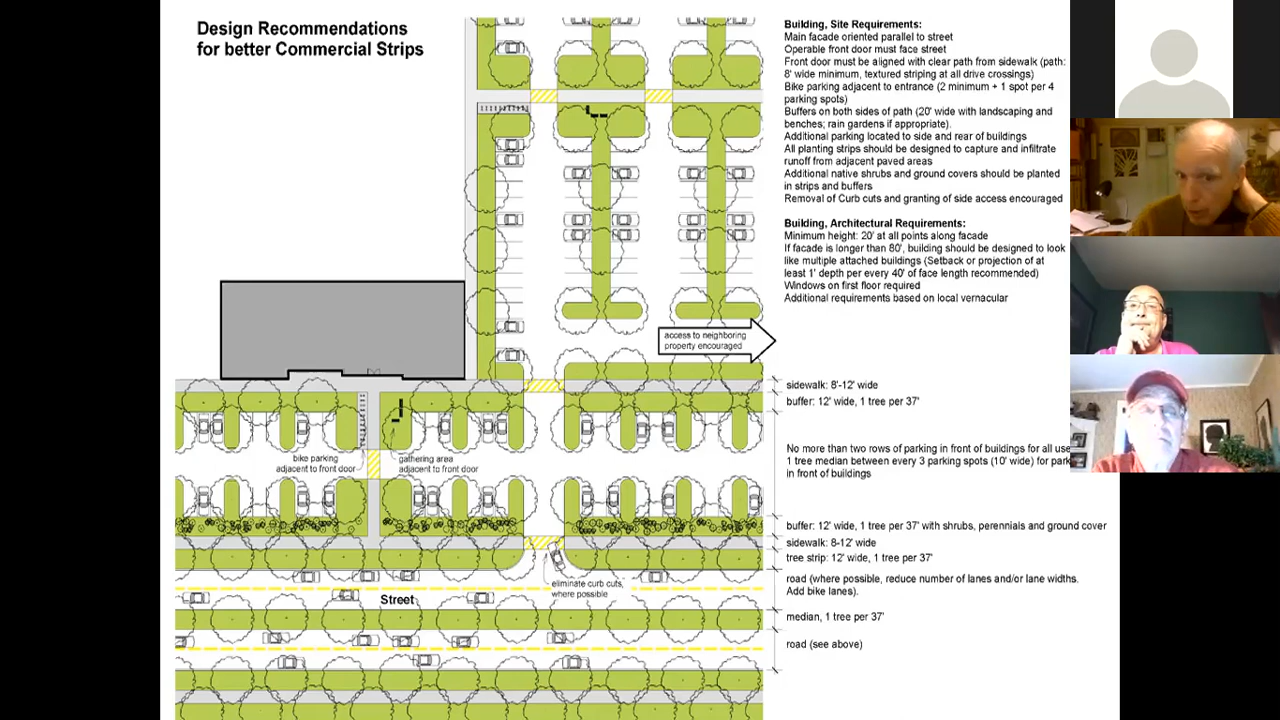 Design Recommendations
for better Commercial Strips
Building, Site Requirements:
Main facade oriented parallel to street
Operable front door must face street
Front door must be aligned with clear path from sidewalk (path:
8' wide minimum, textured striping at all drive crossings)
Bike parking adjacent to entrance (2 minimum + 1 spot per 4
parking spots)
Buffers on both sides of path (20' wide with landscaping and
benches; rain gardens if appropriate).
Additional parking located to side and rear of buildings
All planting strips should be designed to capture and infiltrate
runoff from adjacent paved areas
Additional native shrubs and ground covers should be planted
in strips and buffers
Removal of Curb cuts and granting of side access encouraged
Building, Architectural Requirements:
Minimum height: 20' at all points along facade
If facade is longer than 80', building should be designed to look
like multiple attached buildings (Setback or projection of at
least 1' depth per every 40' of face length recommended)
Windows on first floor required
Additional requirements based on local vernacular
access to neighboring
property encouraged
sidewalk: 8'-12' wide
buffer: 12' wide, 1 tree per 37'
No more than two rows of parking in front of buildings for all use
1 tree median between every 3 parking spots (10' wide) for park
in front of buildings
bike parking
adjacent to front door
gathering area
adjacent to front door
buffer: 12' wide, 1 tree per 37' with shrubs, perennials and ground cover
sidewalk: 8-12' wide
tree strip: 12' wide, 1 tree per 37'
eliminate curb cuts,
where possible
road (where possible, reduce number of lanes and/or lane widths.
Add bike lanes).
Street
median, 1 tree per 37'
road (see above)